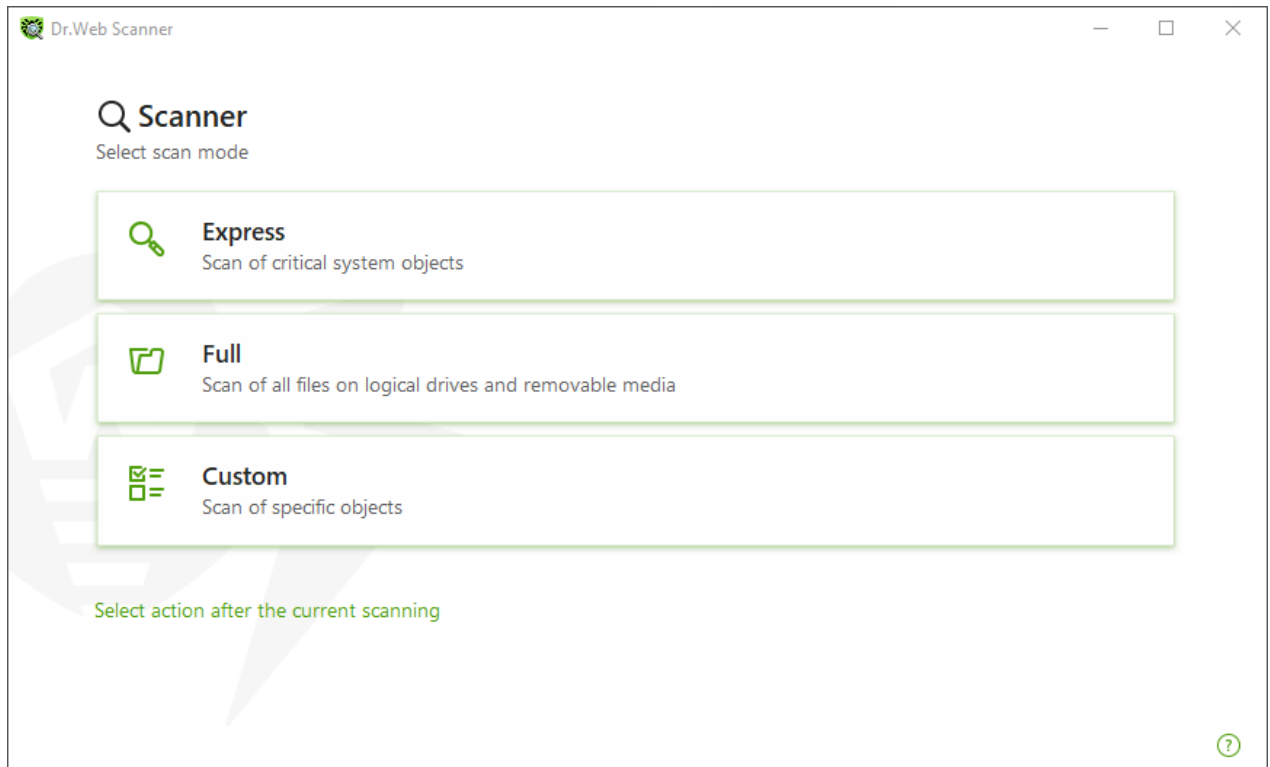 Dr.Web Scanner
Scanner
Select scan mode
Express
Scan of critical system objects
Full
Scan of all files on logical drives and removable media
Custom
Scan of specific objects
Select action after the current scanning
?